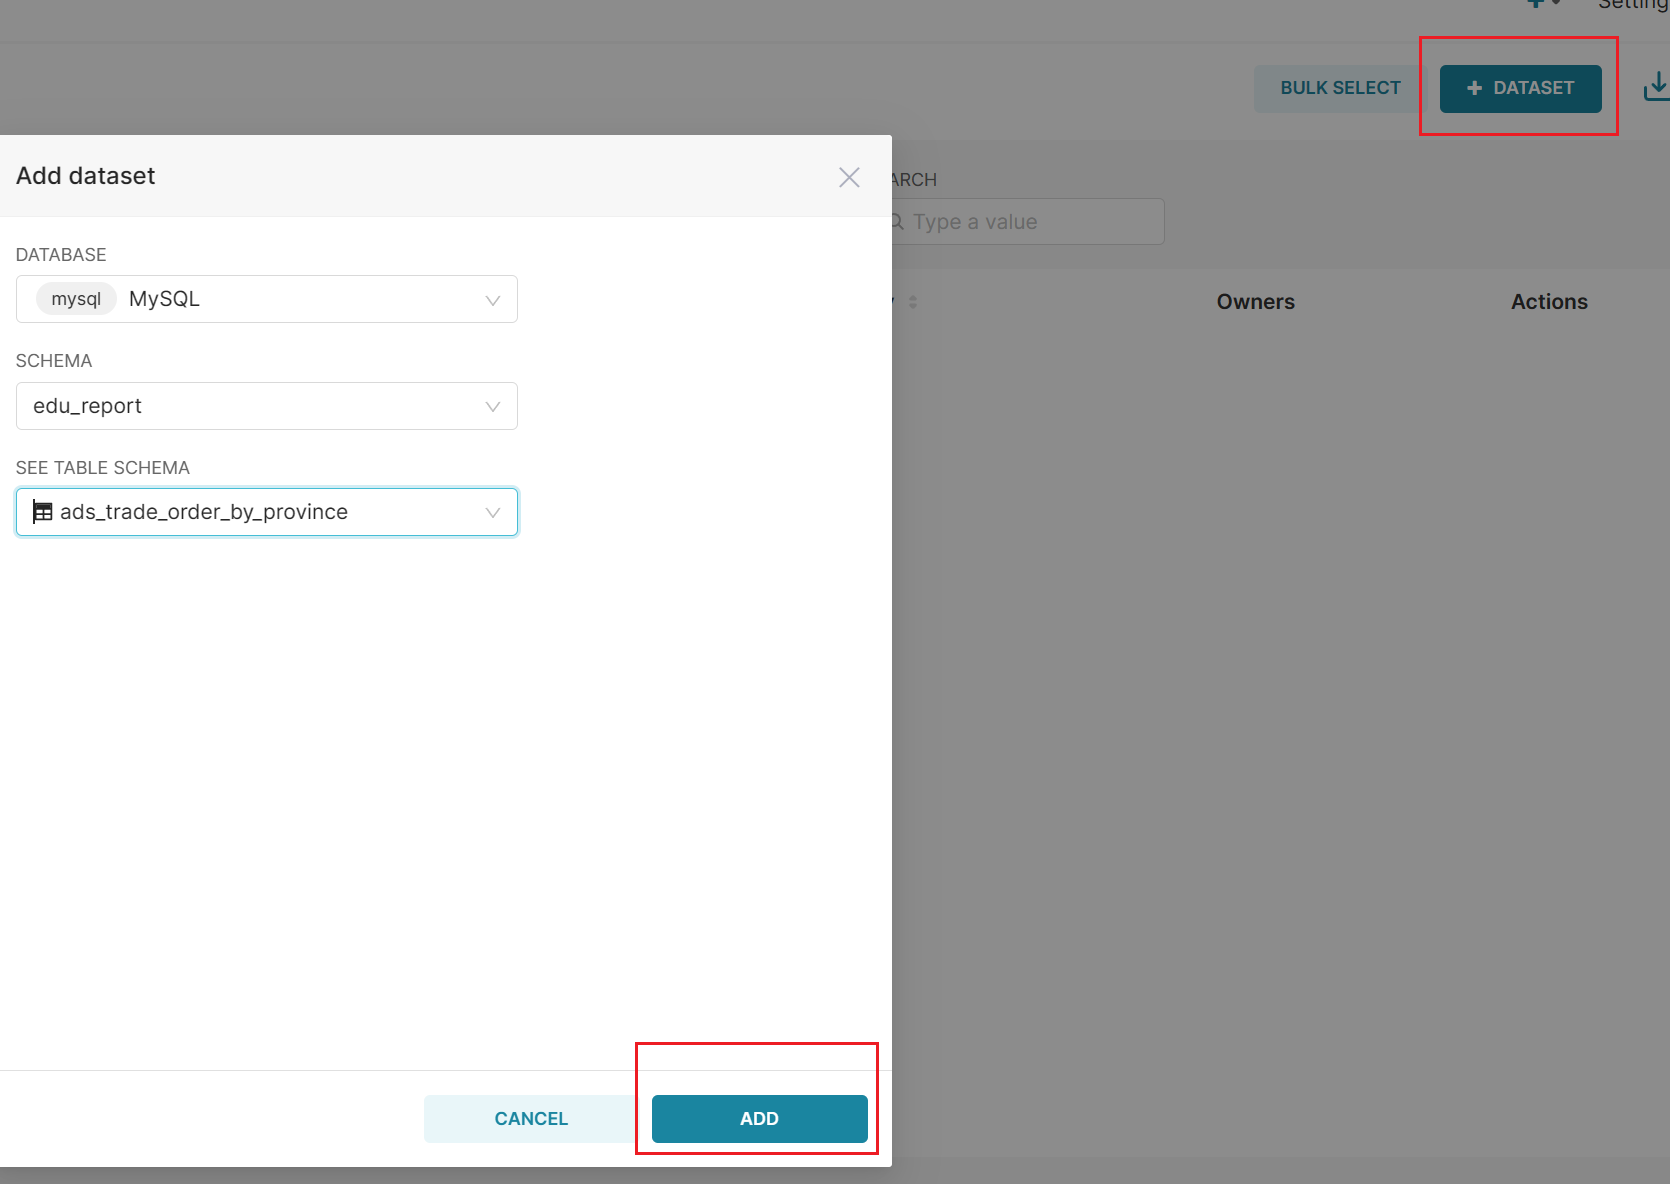 Setting
BULK SELECT
+ DATASET
Add dataset
ARCH
Type a value
DATABASE
mysql MySQL
Owners
Actions
SCHEMA
edu_report
SEE TABLE SCHEMA
ads_trade_order_by_province
CANCEL
ADD